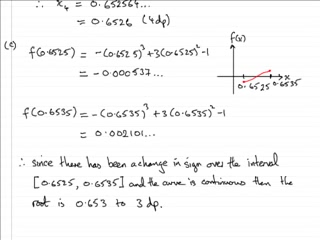 ∴ x₄ = 0.652564...
= 0.6526 (4dp)
(c) f(0.6525) = -(0.6525)³ + 3(0.6525)² - 1
= -0.000537...
f(x)
x
0.6525 0.6535
f(0.6535) = -(0.6535)³ + 3(0.6535)² - 1
= 0.002101...
∴ since there has been a change in sign over the interval
[0.6525, 0.6535] and the curve is continuous then the
root is 0.653 to 3 dp.